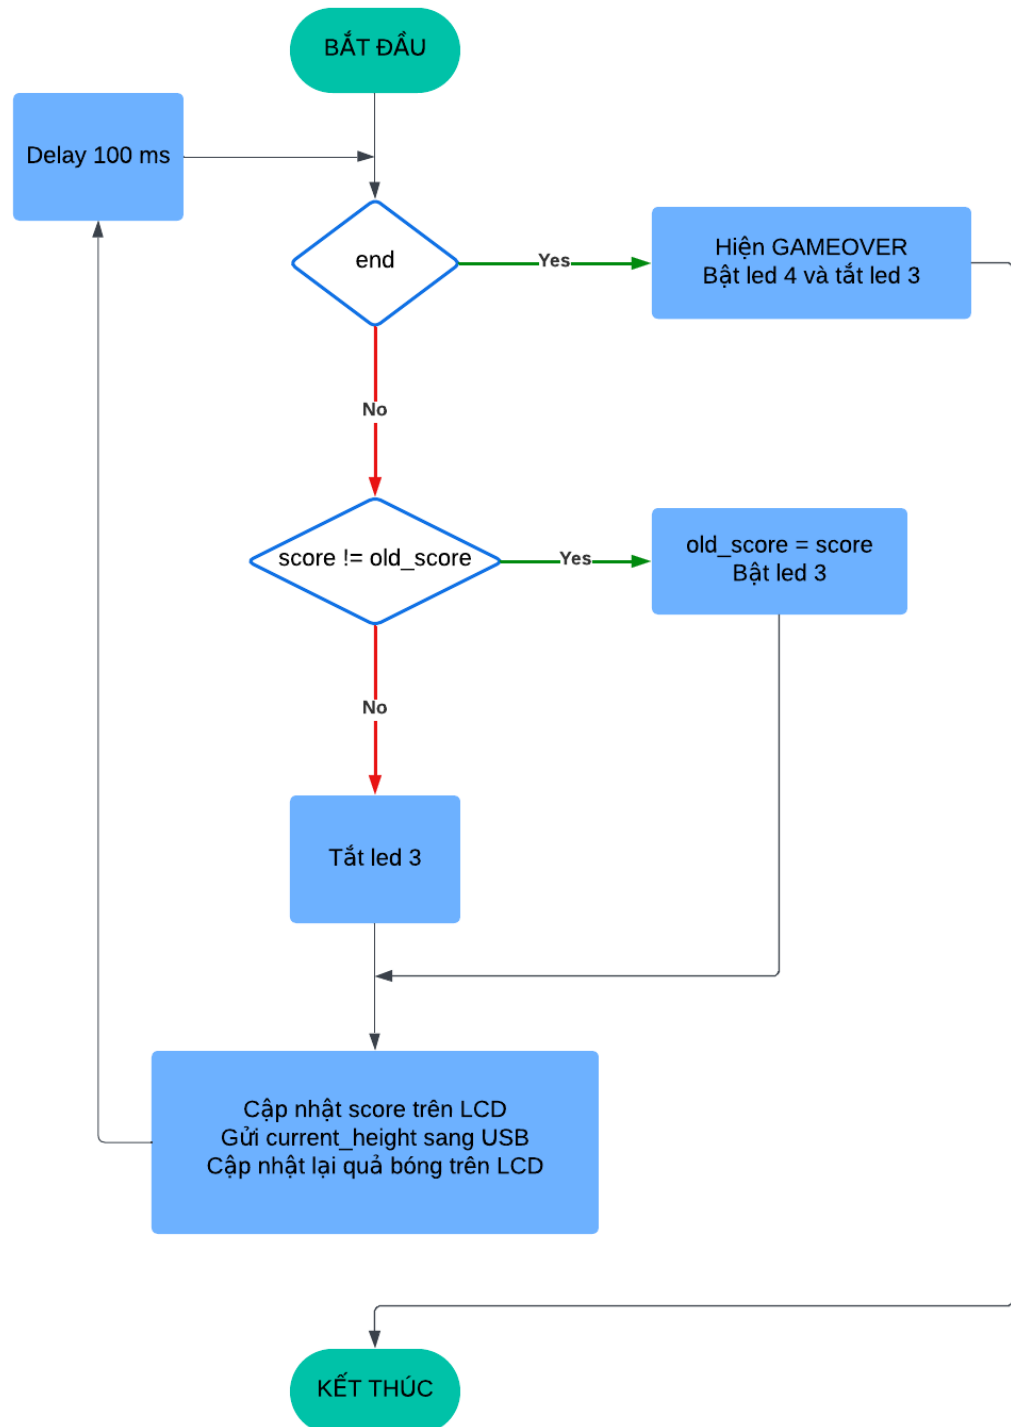 BẮT ĐẦU
Delay 100 ms
end
Yes
Hiện GAMEOVER
Bật led 4 và tắt led 3
No
score != old_score
Yes
old_score = score
Bật led 3
No
Tắt led 3
Cập nhật score trên LCD
Gửi current_height sang USB
Cập nhật lại quả bóng trên LCD
KẾT THÚC